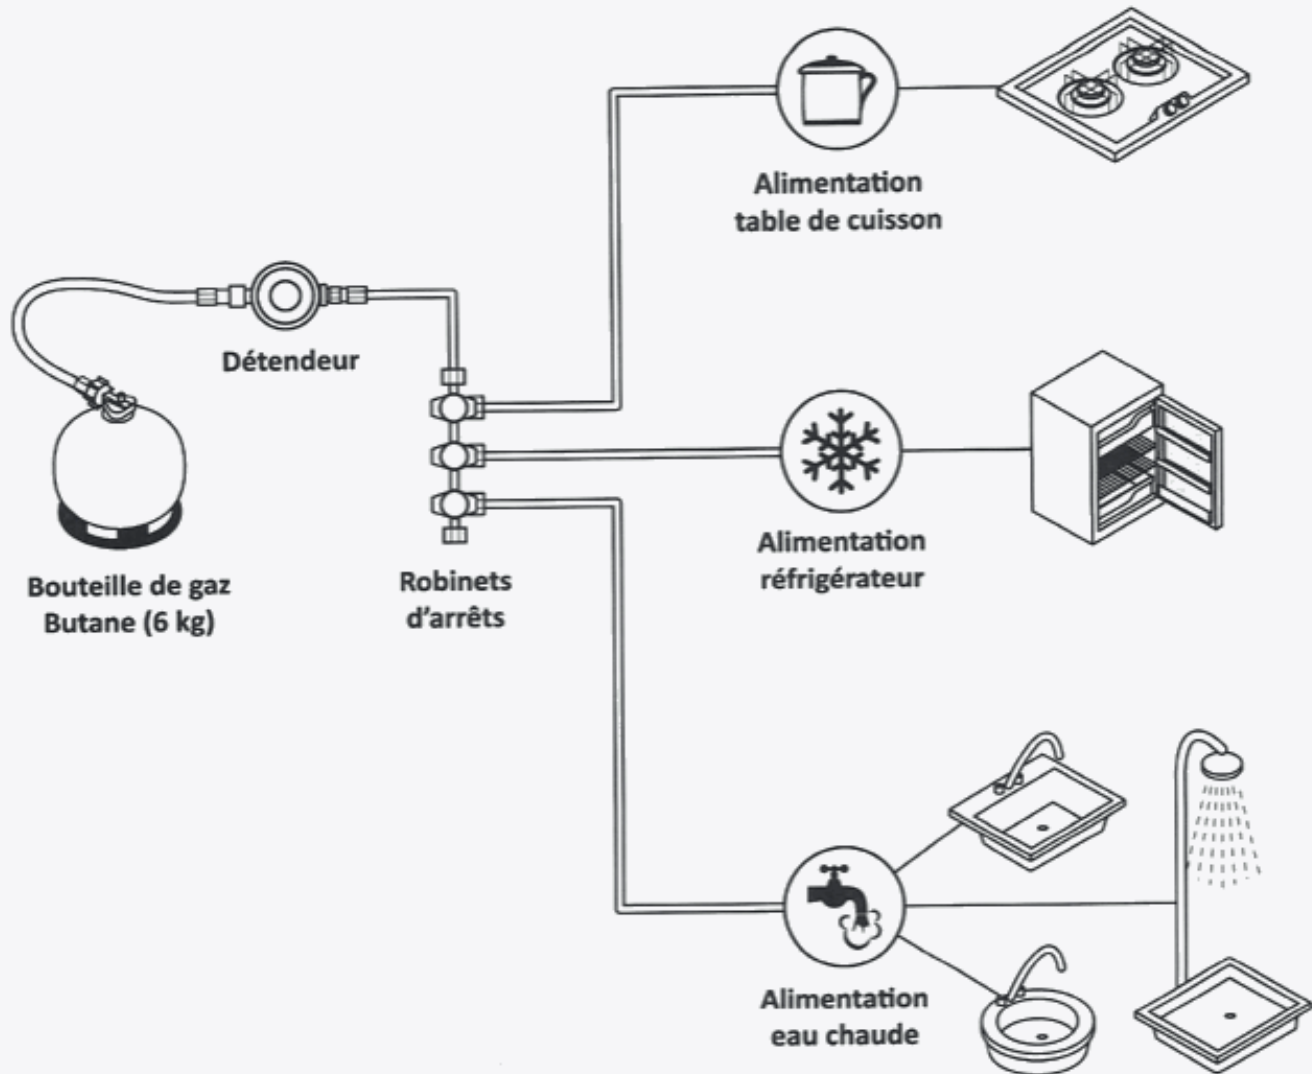 Alimentation
table de cuisson
Détendeur
Bouteille de gaz
Butane (6 kg)
Robinets
d'arrêts
Alimentation
réfrigérateur
Alimentation
eau chaude